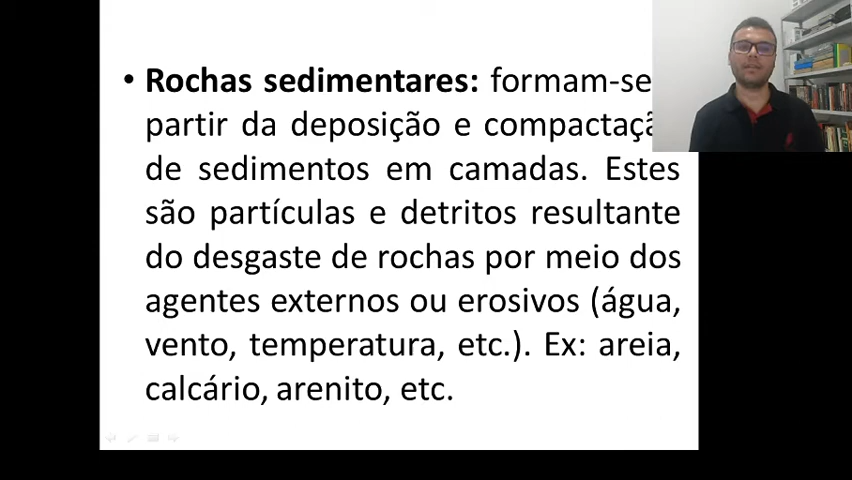 • Rochas sedimentares: formam-se
partir da deposição e compactaçã
de sedimentos em camadas. Estes
são partículas e detritos resultante
do desgaste de rochas por meio dos
agentes externos ou erosivos (água,
vento, temperatura, etc.). Ex: areia,
calcário, arenito, etc.